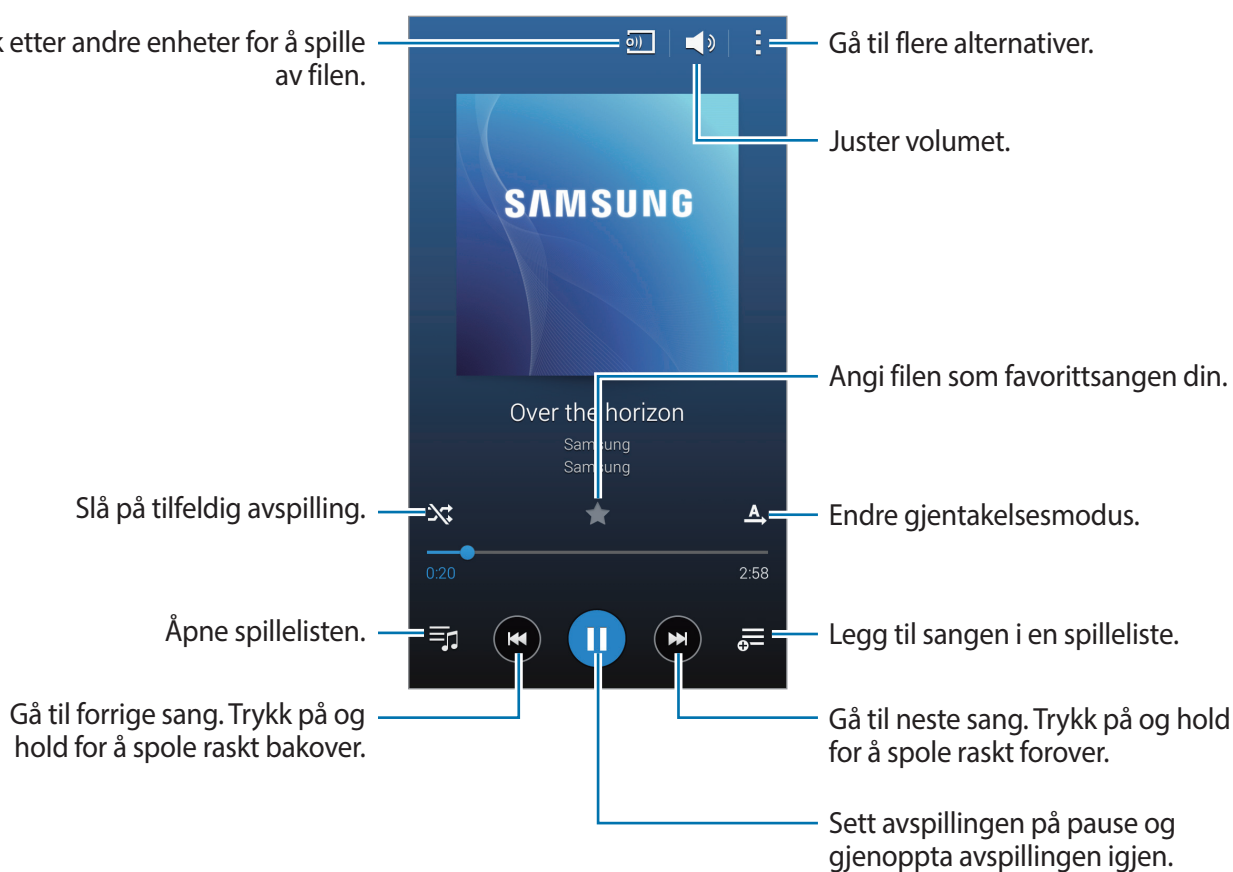 etter andre enheter for å spille
av filen.
Gå til flere alternativer.
Juster volumet.
SAMSUNG
Angi filen som favorittsangen din.
Over the horizon
Samsung
Samsung
Slå på tilfeldig avspilling.
A
Endre gjentakelsesmodus.
0:20
2:58
Åpne spillelisten.
Legg til sangen i en spilleliste.
Gå til forrige sang. Trykk på og
hold for å spole raskt bakover.
Gå til neste sang. Trykk på og hold
for å spole raskt forover.
Sett avspillingen på pause og
gjenoppta avspillingen igjen.